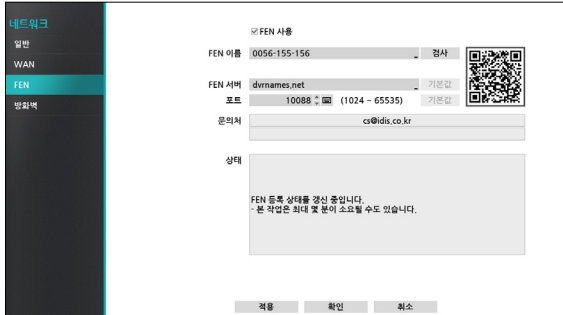 네트워크
일반
WAN
FEN
방화벽
FEN 사용
FEN 이름 0056-155-156 검사
FEN 서버 dvrnames.net 기본값
포트 10088 (1024 - 65535) 기본값
문의처 cs@idis.co.kr
상태
FEN 등록 상태를 갱신 중입니다.
- 본 작업은 최대 몇 분이 소요될 수도 있습니다.
적용 확인 취소